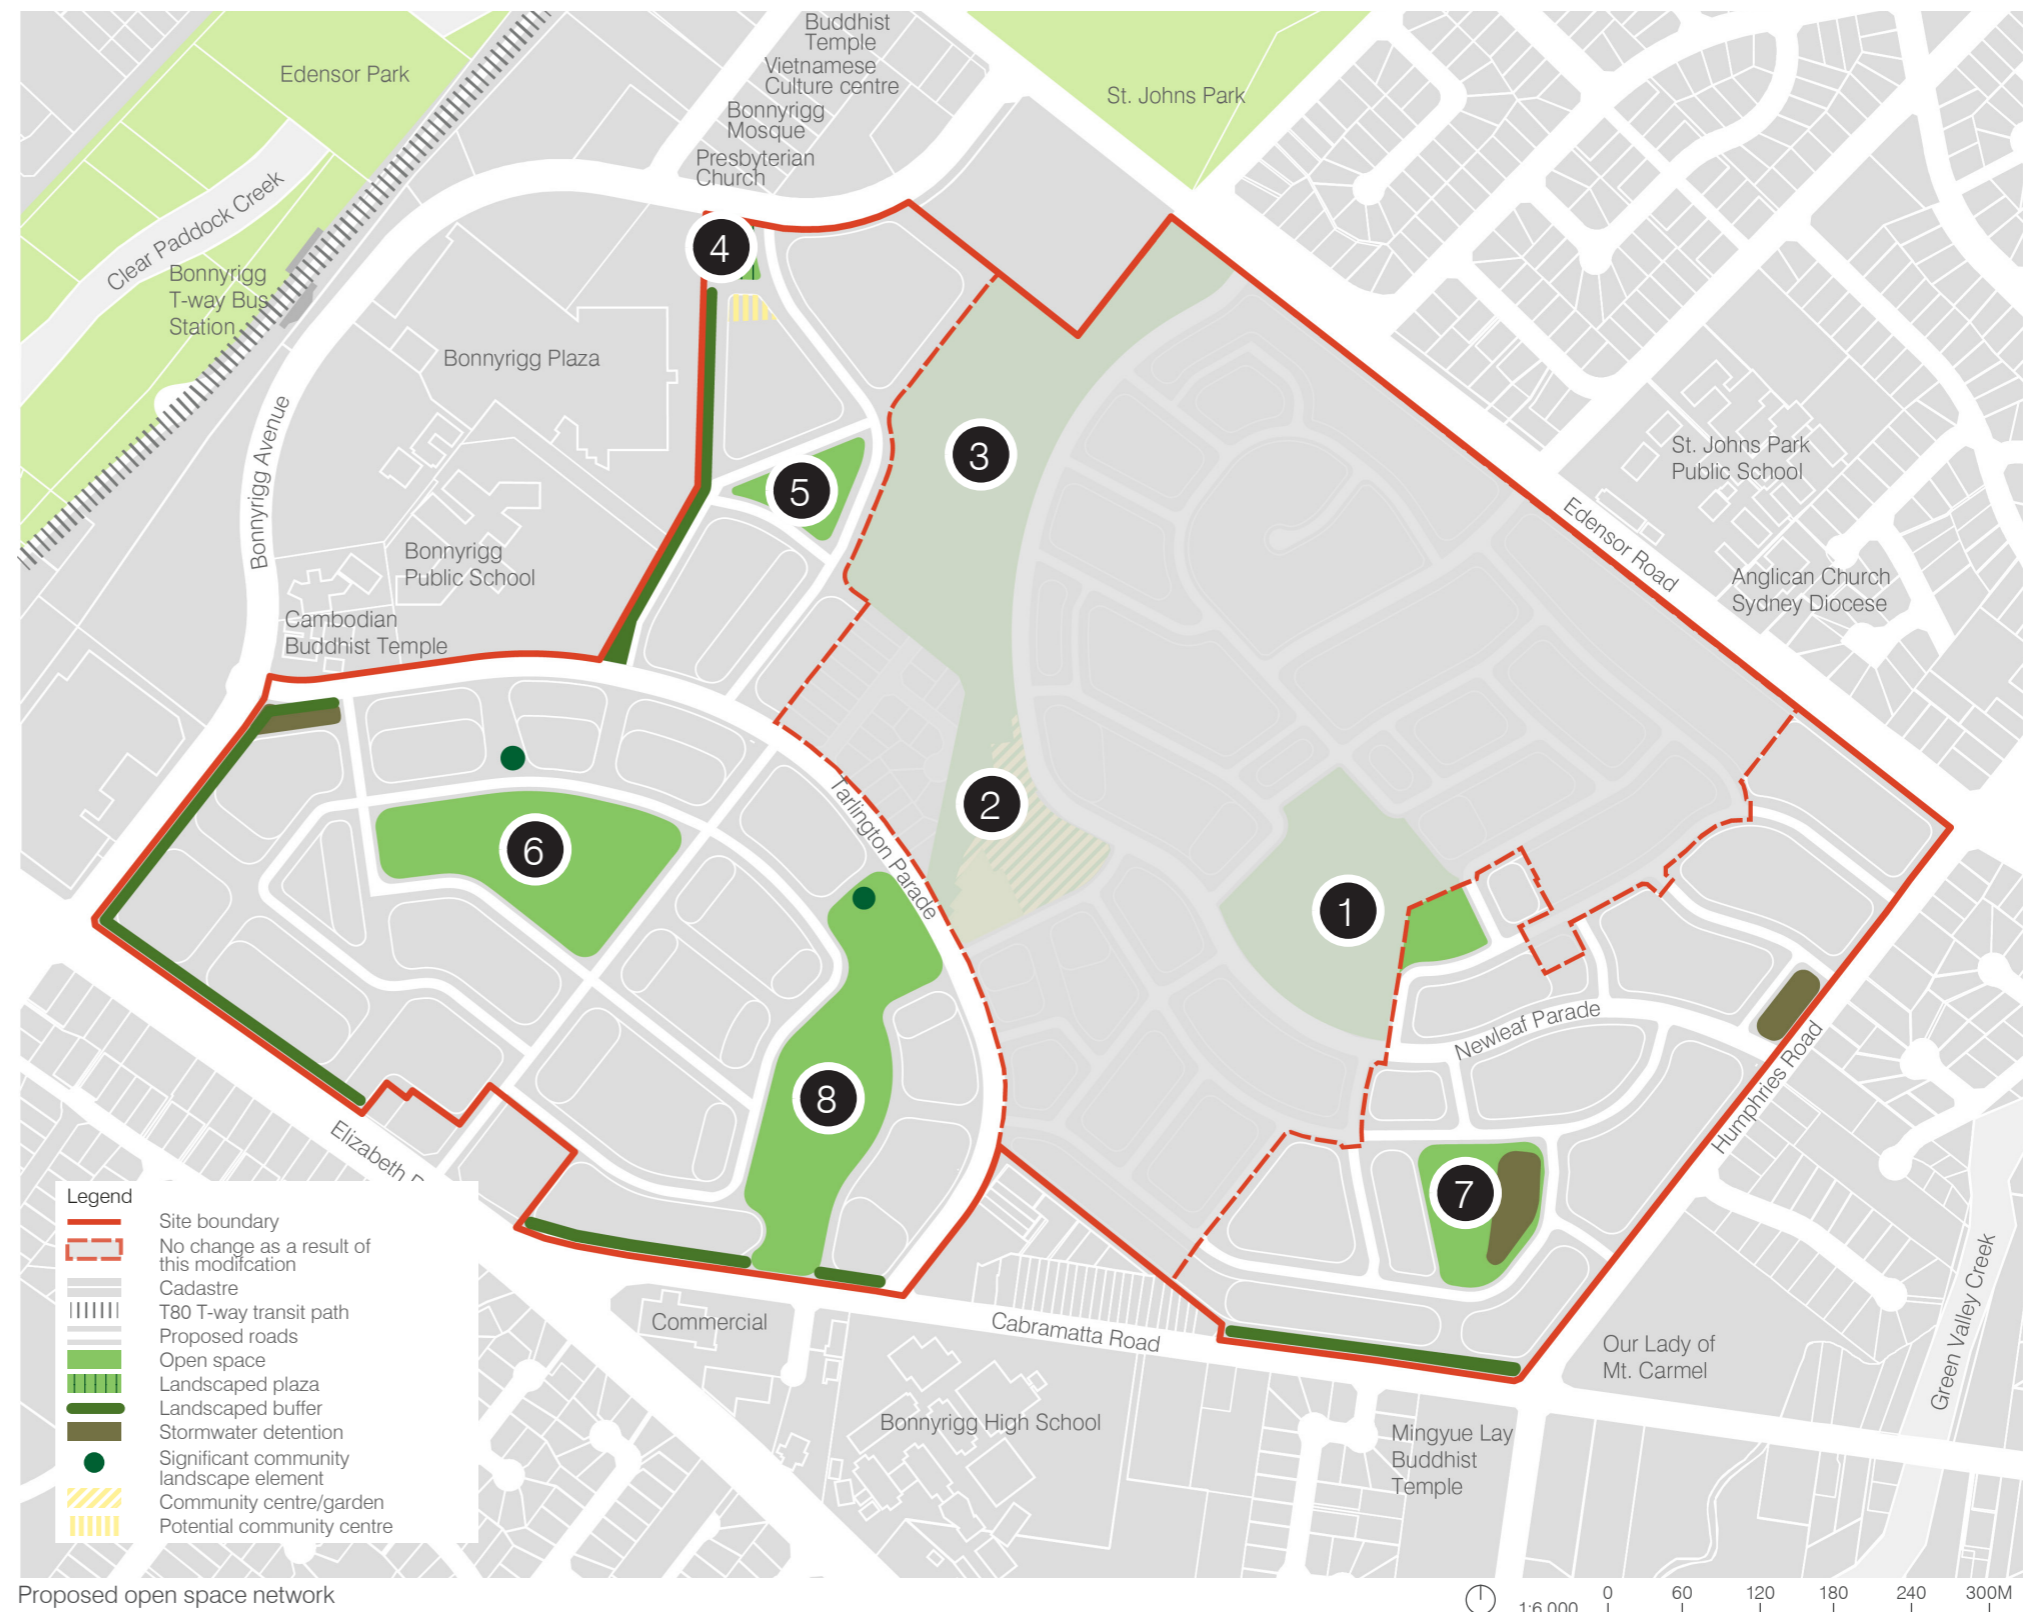 Buddhist
Temple
Vietnamese
Culture centre
Bonnyrigg
Mosque
Presbyterian
Church
Edensor Park
St. Johns Park
Clear Paddock Creek
Bonnyrigg
T-way Bus
Station
4
Bonnyrigg Plaza
Bonnyrigg Avenue
3
5
St. Johns Park
Public School
Edensor Road
Bonnyrigg
Public School
Anglican Church
Sydney Diocese
Cambodian
Buddhist Temple
2
Tarlington Parade
6
1
Newleaf Parade
8
Humphries Road
Elizabeth
7
Green Valley Creek
Legend
Site boundary
No change as a result of
this modifcation
Cadastre
T80 T-way transit path
Proposed roads
Open space
Landscaped plaza
Landscaped buffer
Stormwater detention
Significant community
landscape element
Community centre/garden
Potential community centre
Commercial
Cabramatta Road
Our Lady of
Mt. Carmel
Bonnyrigg High School
Mingyue Lay
Buddhist
Temple
Proposed open space network
1:6,000
0 60 120 180 240 300M